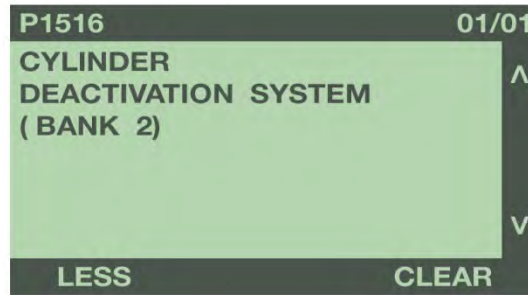 P1516 01/01
CYLINDER
DEACTIVATION SYSTEM
( BANK 2)
LESS CLEAR